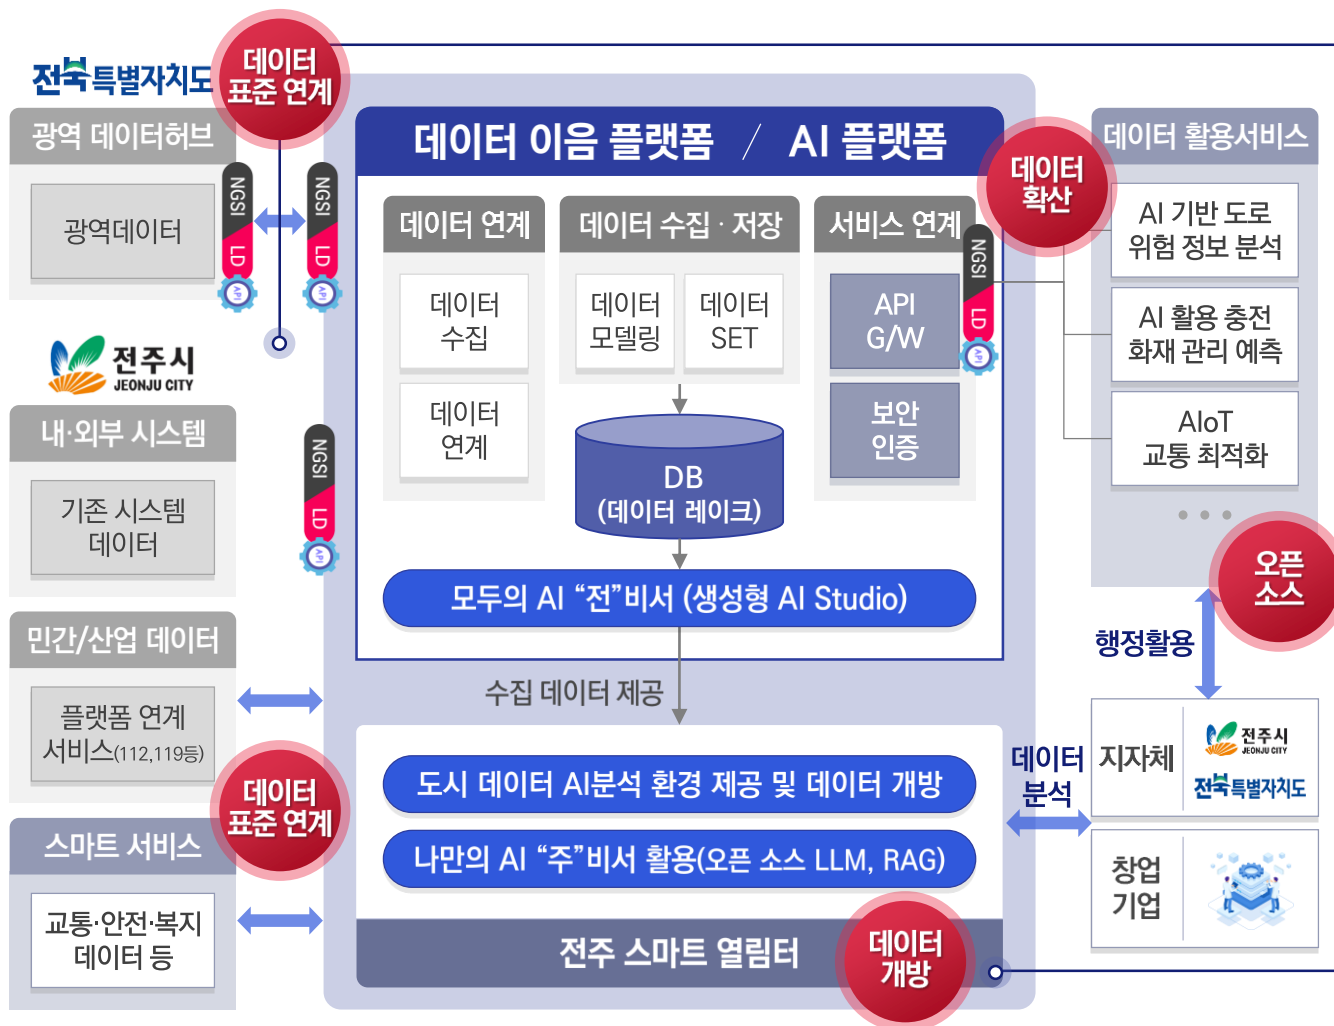 전북특별자치도
데이터
표준 연계
광역 데이터허브
광역데이터
NGSI
LD
API
NGSI
LD
API
전주시
JEONJU CITY
내·외부 시스템
기존 시스템
데이터
NGSI
LD
API
민간/산업 데이터
플랫폼 연계
서비스(112,119등)
데이터
표준 연계
스마트 서비스
교통·안전·복지
데이터 등
데이터 이음 플랫폼 / AI 플랫폼
데이터 연계
데이터
수집
데이터
연계
데이터 수집 · 저장
데이터
모델링
데이터
SET
DB
(데이터 레이크)
서비스 연계
API
G/W
보안
인증
NGSI
LD
API
모두의 AI “전”비서 (생성형 AI Studio)
수집 데이터 제공
도시 데이터 AI분석 환경 제공 및 데이터 개방
나만의 AI “주”비서 활용(오픈 소스 LLM, RAG)
전주 스마트 열림터
데이터
개방
데이터
확산
데이터 활용서비스
AI 기반 도로
위험 정보 분석
AI 활용 충전
화재 관리 예측
AIoT
교통 최적화
• • •
오픈
소스
행정활용
데이터
분석
지자체
전주시
JEONJU CITY
전북특별자치도
창업
기업